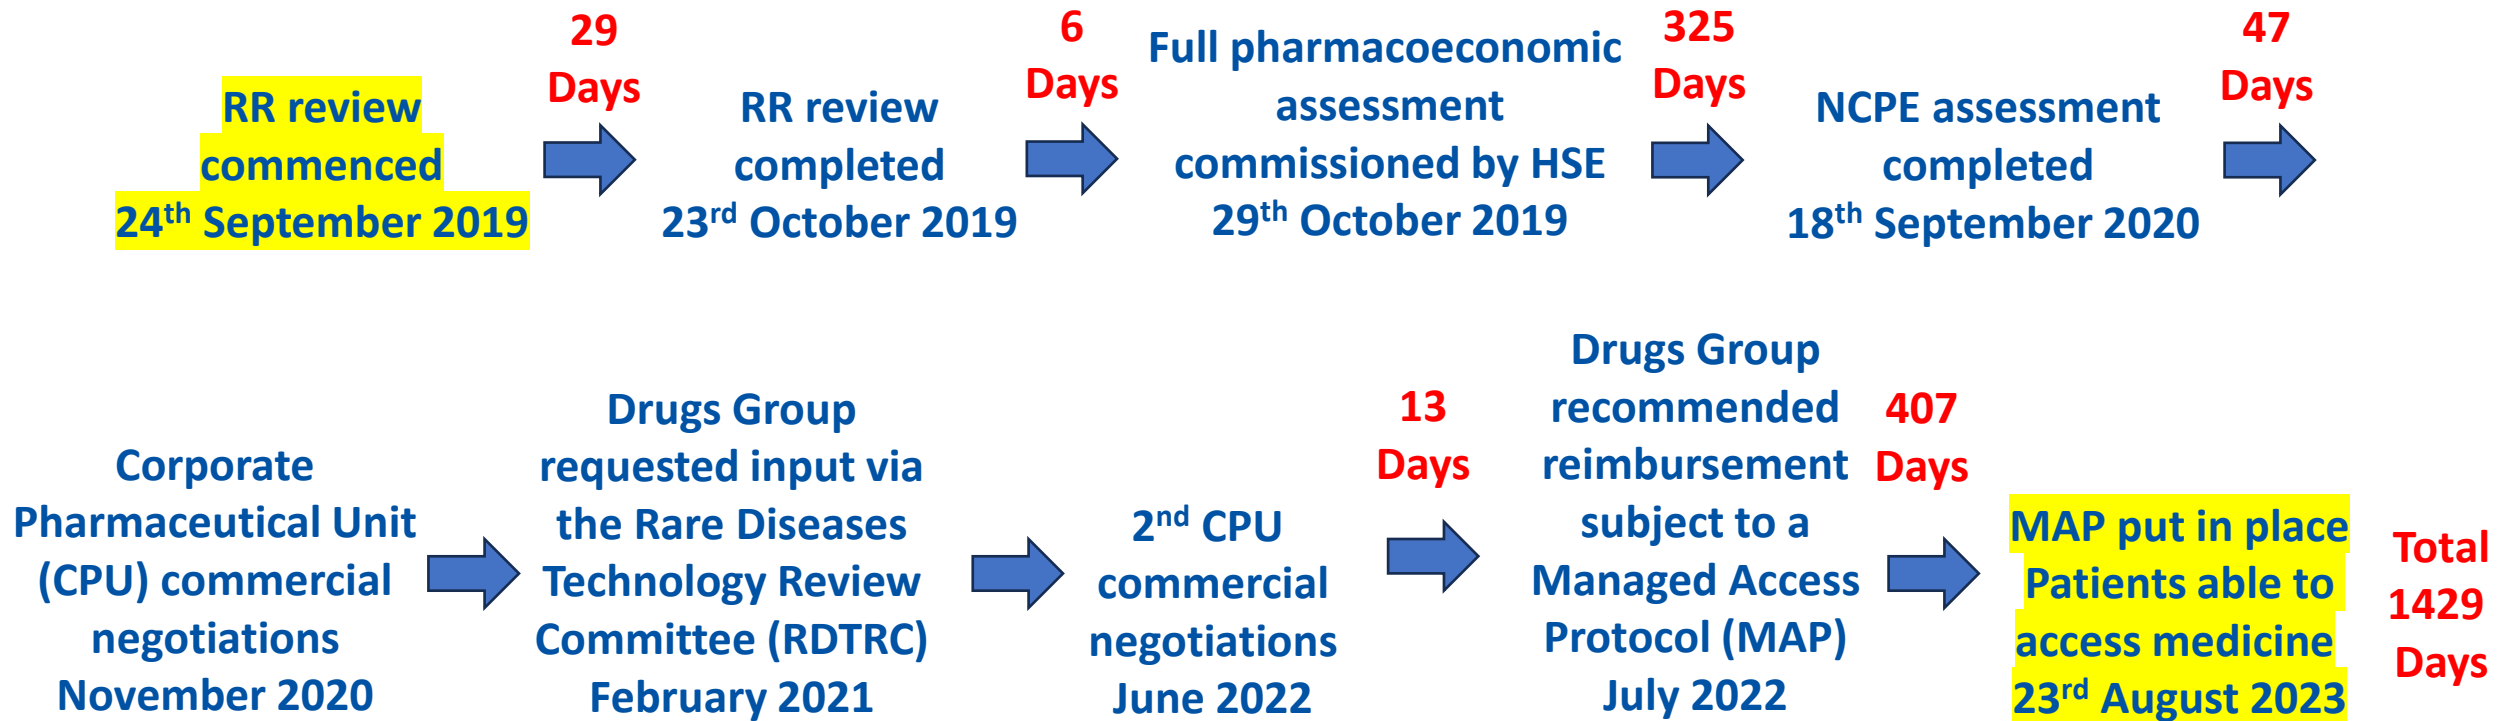 RR review
commenced
24th September 2019
29
Days
RR review
completed
23rd October 2019
6
Days
Full pharmacoeconomic
assessment
commissioned by HSE
29th October 2019
325
Days
NCPE assessment
completed
18th September 2020
47
Days
Corporate
Pharmaceutical Unit
(CPU) commercial
negotiations
November 2020
Drugs Group
requested input via
the Rare Diseases
Technology Review
Committee (RDTRC)
February 2021
2nd CPU
commercial
negotiations
June 2022
13
Days
Drugs Group
recommended
reimbursement
subject to a
Managed Access
Protocol (MAP)
July 2022
407
Days
MAP put in place
Patients able to
access medicine
23rd August 2023
Total
1429
Days